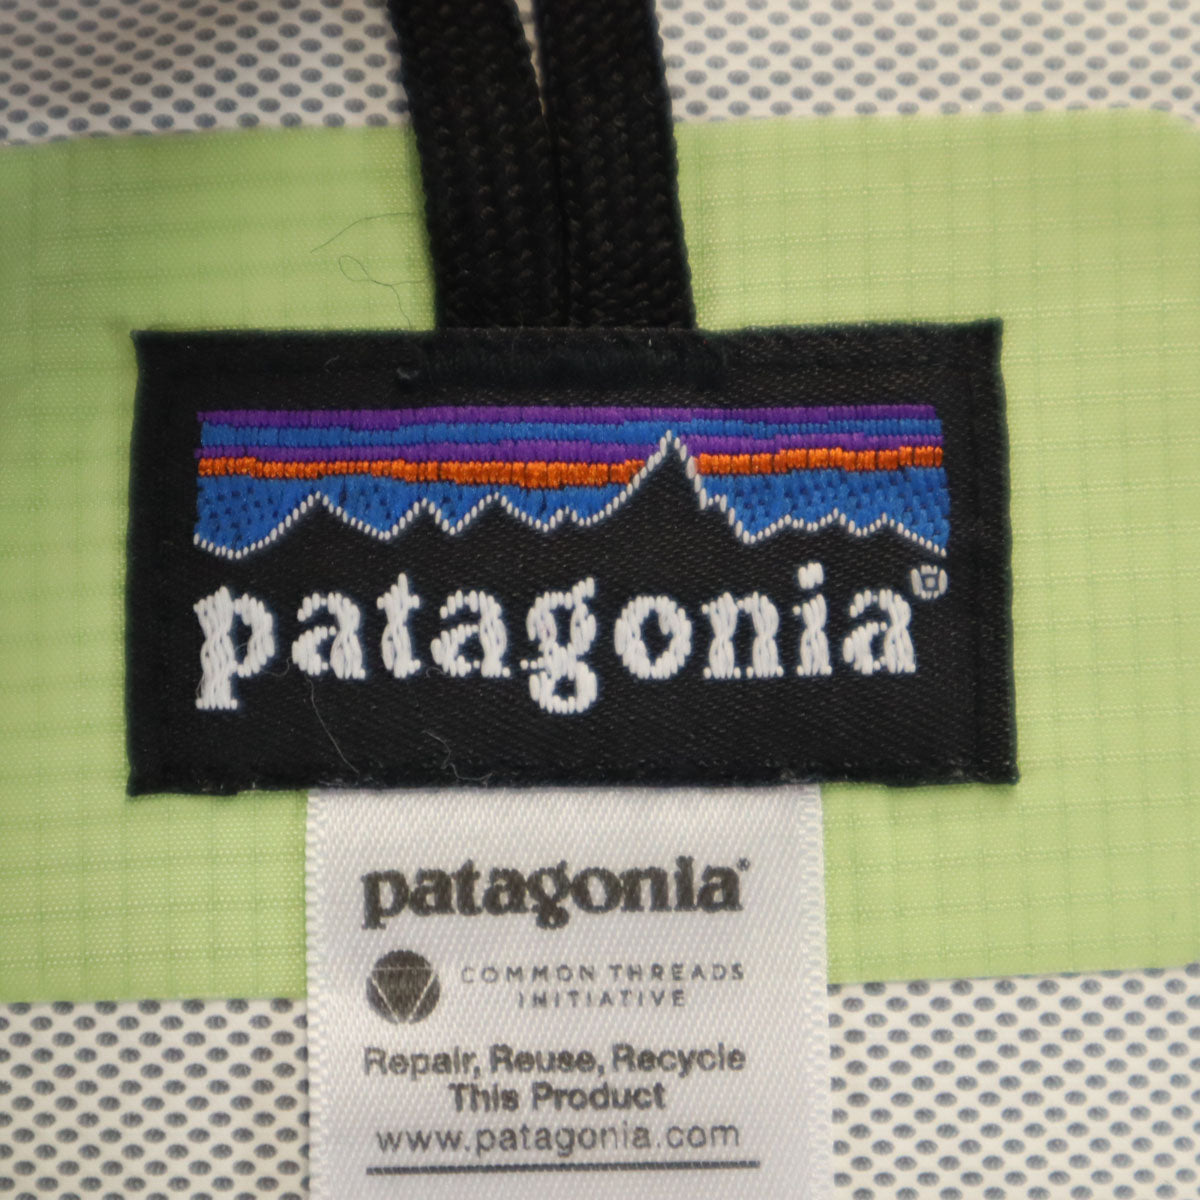 patagonia®
patagonia®
COMMON THREADS
INITIATIVE
Repair, Reuse, Recycle
This Product
www.patagonia.com